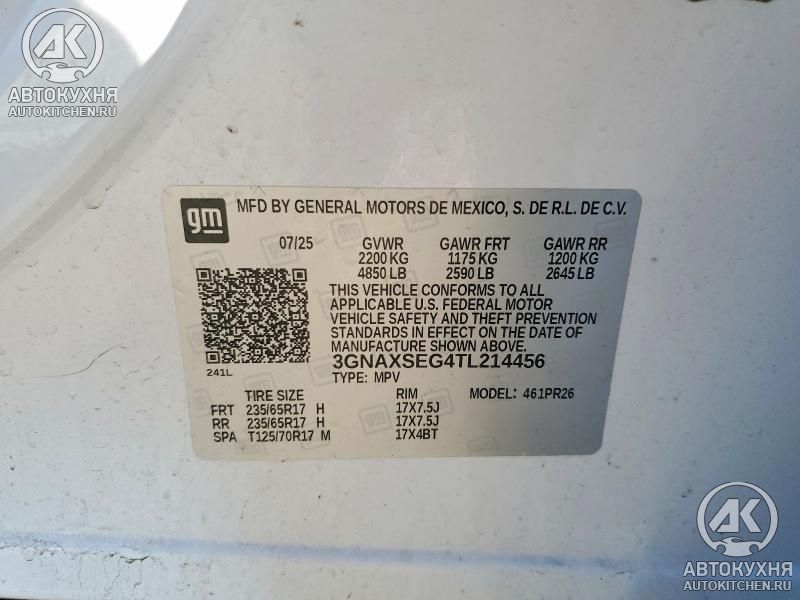 АК
АВТОКУХНЯ
AUTOKITCHEN.RU
gm MFD BY GENERAL MOTORS DE MEXICO, S. DE R.L. DE C.V.
07/25 GVWR GAWR FRT GAWR RR
2200 KG 1175 KG 1200 KG
4850 LB 2590 LB 2645 LB
THIS VEHICLE CONFORMS TO ALL
APPLICABLE U.S. FEDERAL MOTOR
VEHICLE SAFETY AND THEFT PREVENTION
STANDARDS IN EFFECT ON THE DATE OF
MANUFACTURE SHOWN ABOVE.
3GNAXSEG4TL214456
241L
TYPE: MPV
TIRE SIZE RIM MODEL: 461PR26
FRT 235/65R17 H 17X7.5J
RR 235/65R17 H 17X7.5J
SPA T125/70R17 M 17X4BT
АК
АВТОКУХНЯ
AUTOKITCHEN.RU